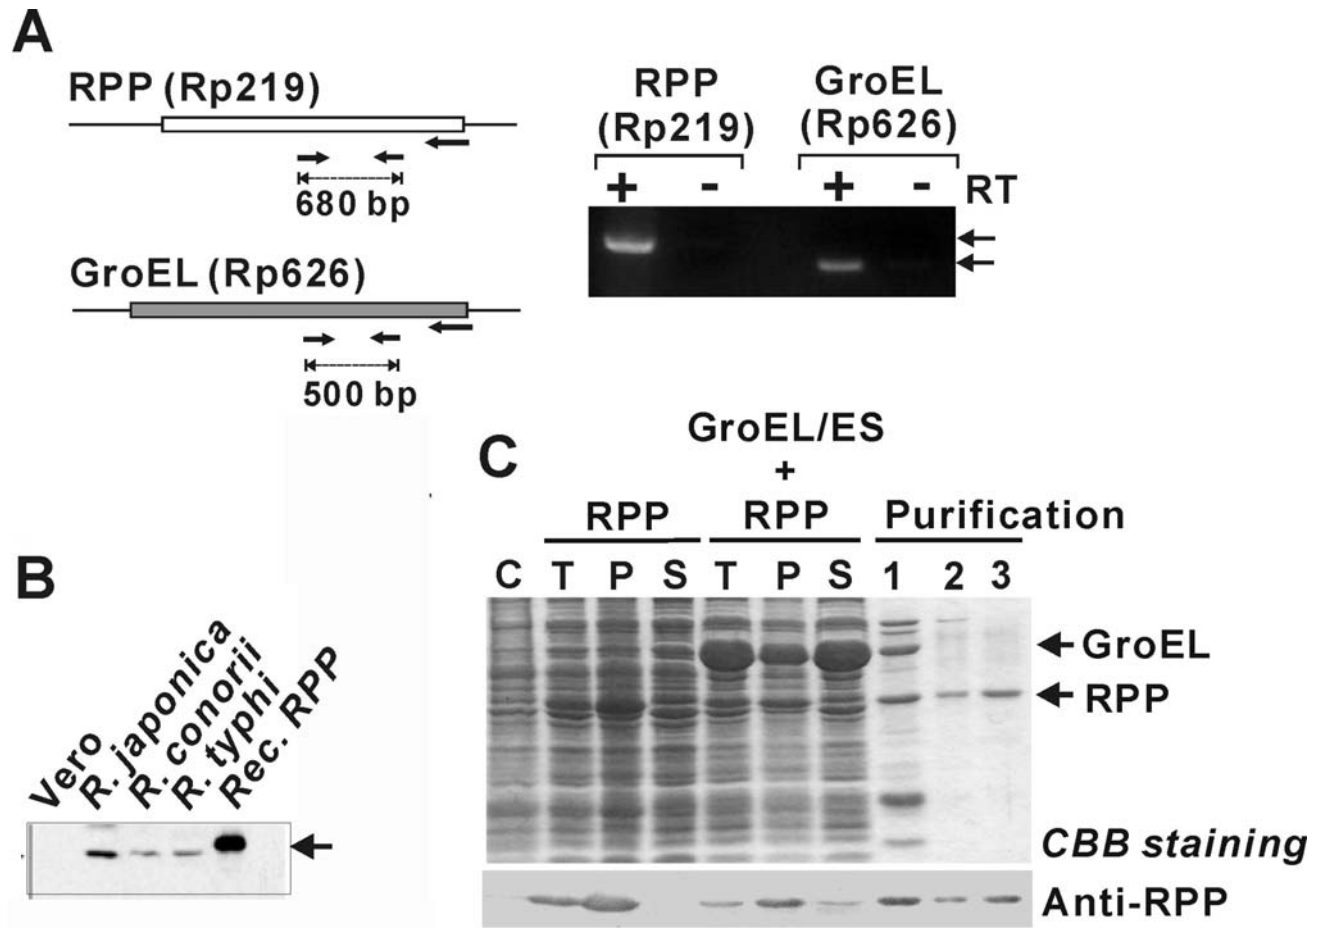 A
RPP (Rp219)
680 bp
GroEL (Rp626)
500 bp
RPP
(Rp219)
GroEL
(Rp626)
+ - + - RT
B
Vero
R. japonica
R. conorii
R. typhi
Rec. RPP
C
GroEL/ES
+
RPP RPP Purification
C T P S T P S 1 2 3
GroEL
RPP
CBB staining
Anti-RPP